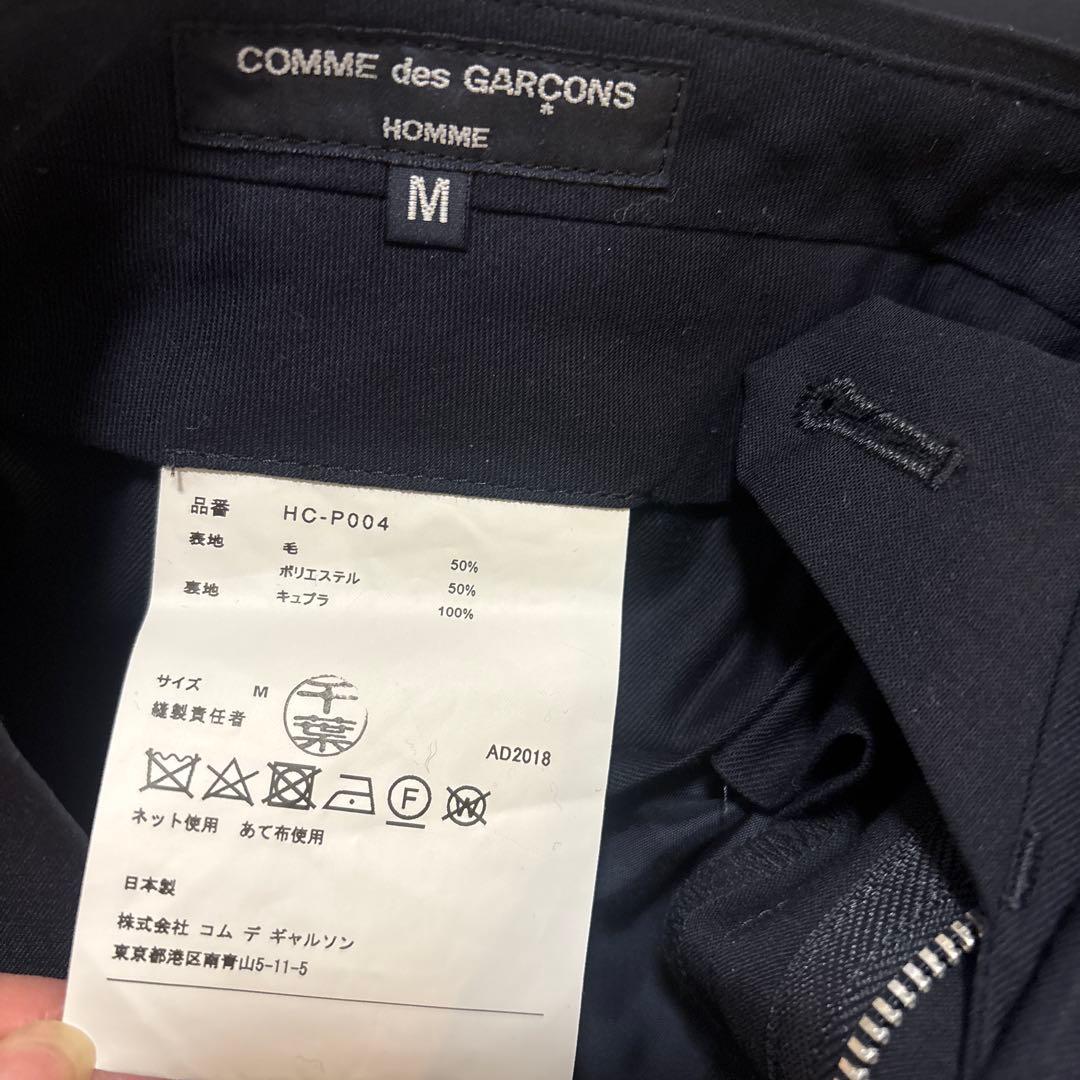 COMME des GARÇONS
*
HOMME
M
品番 HC-P004
表地 毛 50%
ポリエステル 50%
裏地 キュプラ 100%
サイズ M
縫製責任者 千葉
AD2018
F W
ネット使用 あて布使用
日本製
株式会社 コム デ ギャルソン
東京都港区南青山5-11-5